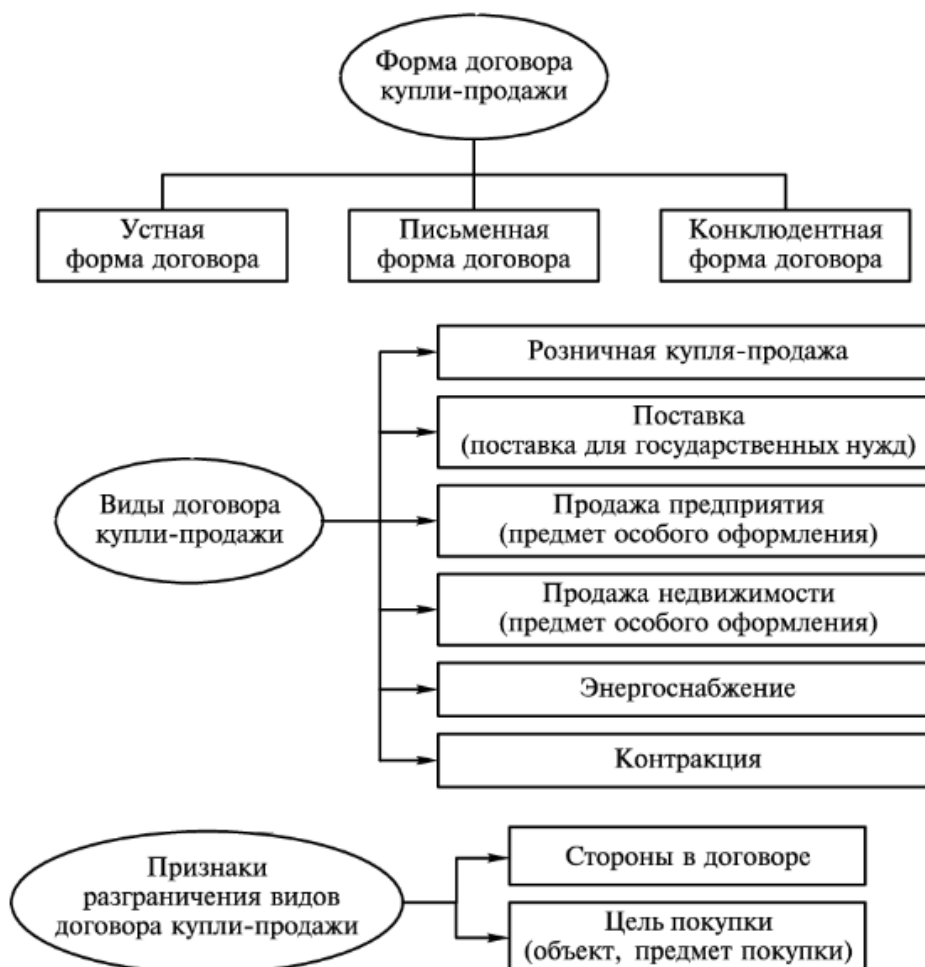 Форма договора
купли-продажи
Устная
форма договора
Письменная
форма договора
Конклюдентная
форма договора
Розничная купля-продажа
Поставка
(поставка для государственных нужд)
Виды договора
купли-продажи
Продажа предприятия
(предмет особого оформления)
Продажа недвижимости
(предмет особого оформления)
Энергоснабжение
Контракция
Признаки
разграничения видов
договора купли-продажи
Стороны в договоре
Цель покупки
(объект, предмет покупки)